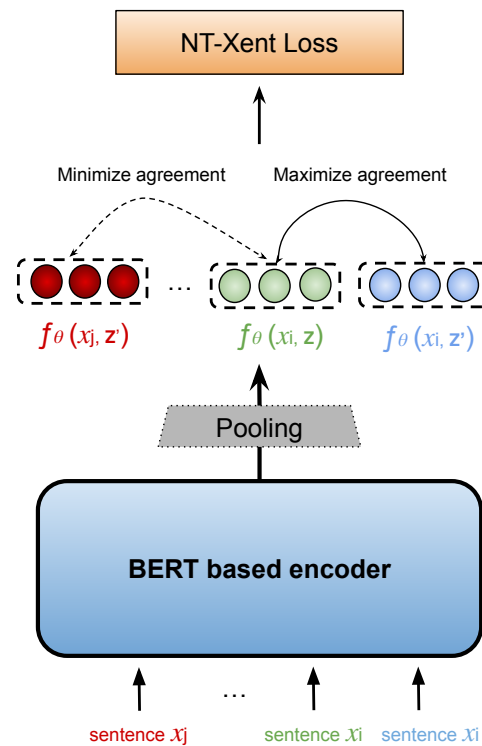 NT-Xent Loss
Minimize agreement Maximize agreement
...
fθ (xj, z') fθ (xi, z) fθ (xi, z')
Pooling
BERT based encoder
...
sentence xj sentence xi sentence xi